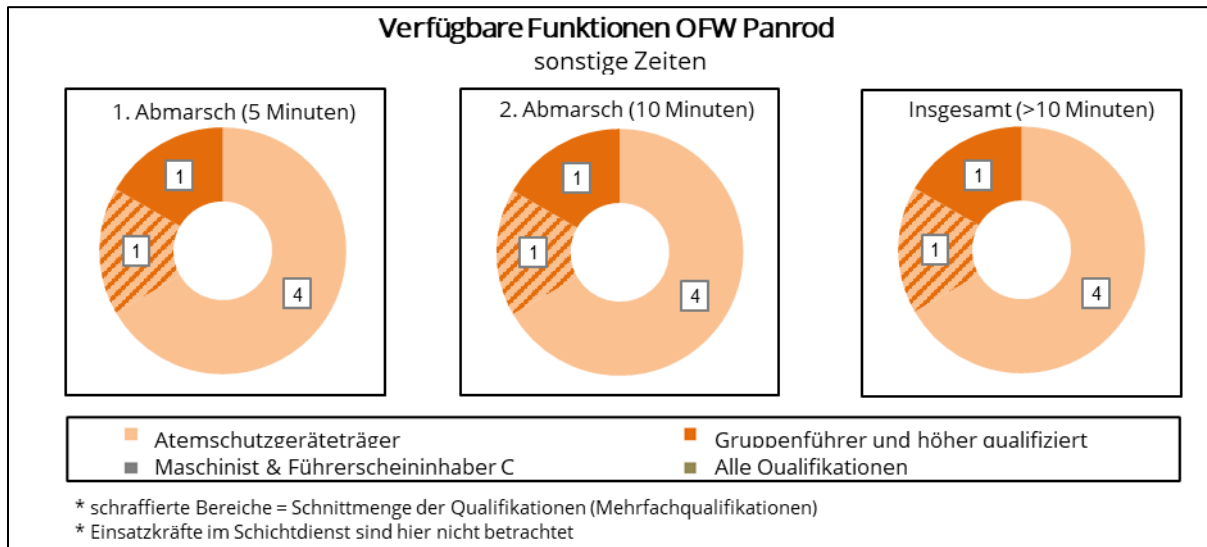 Verfügbare Funktionen OFW Panrod
sonstige Zeiten
1. Abmarsch (5 Minuten)
1
1
4
2. Abmarsch (10 Minuten)
1
1
4
Insgesamt (>10 Minuten)
1
1
4
Atemschutzgeräteträger
Gruppenführer und höher qualifiziert
Maschinist & Führerscheininhaber C
Alle Qualifikationen
* schraffierte Bereiche = Schnittmenge der Qualifikationen (Mehrfachqualifikationen)
* Einsatzkräfte im Schichtdienst sind hier nicht betrachtet